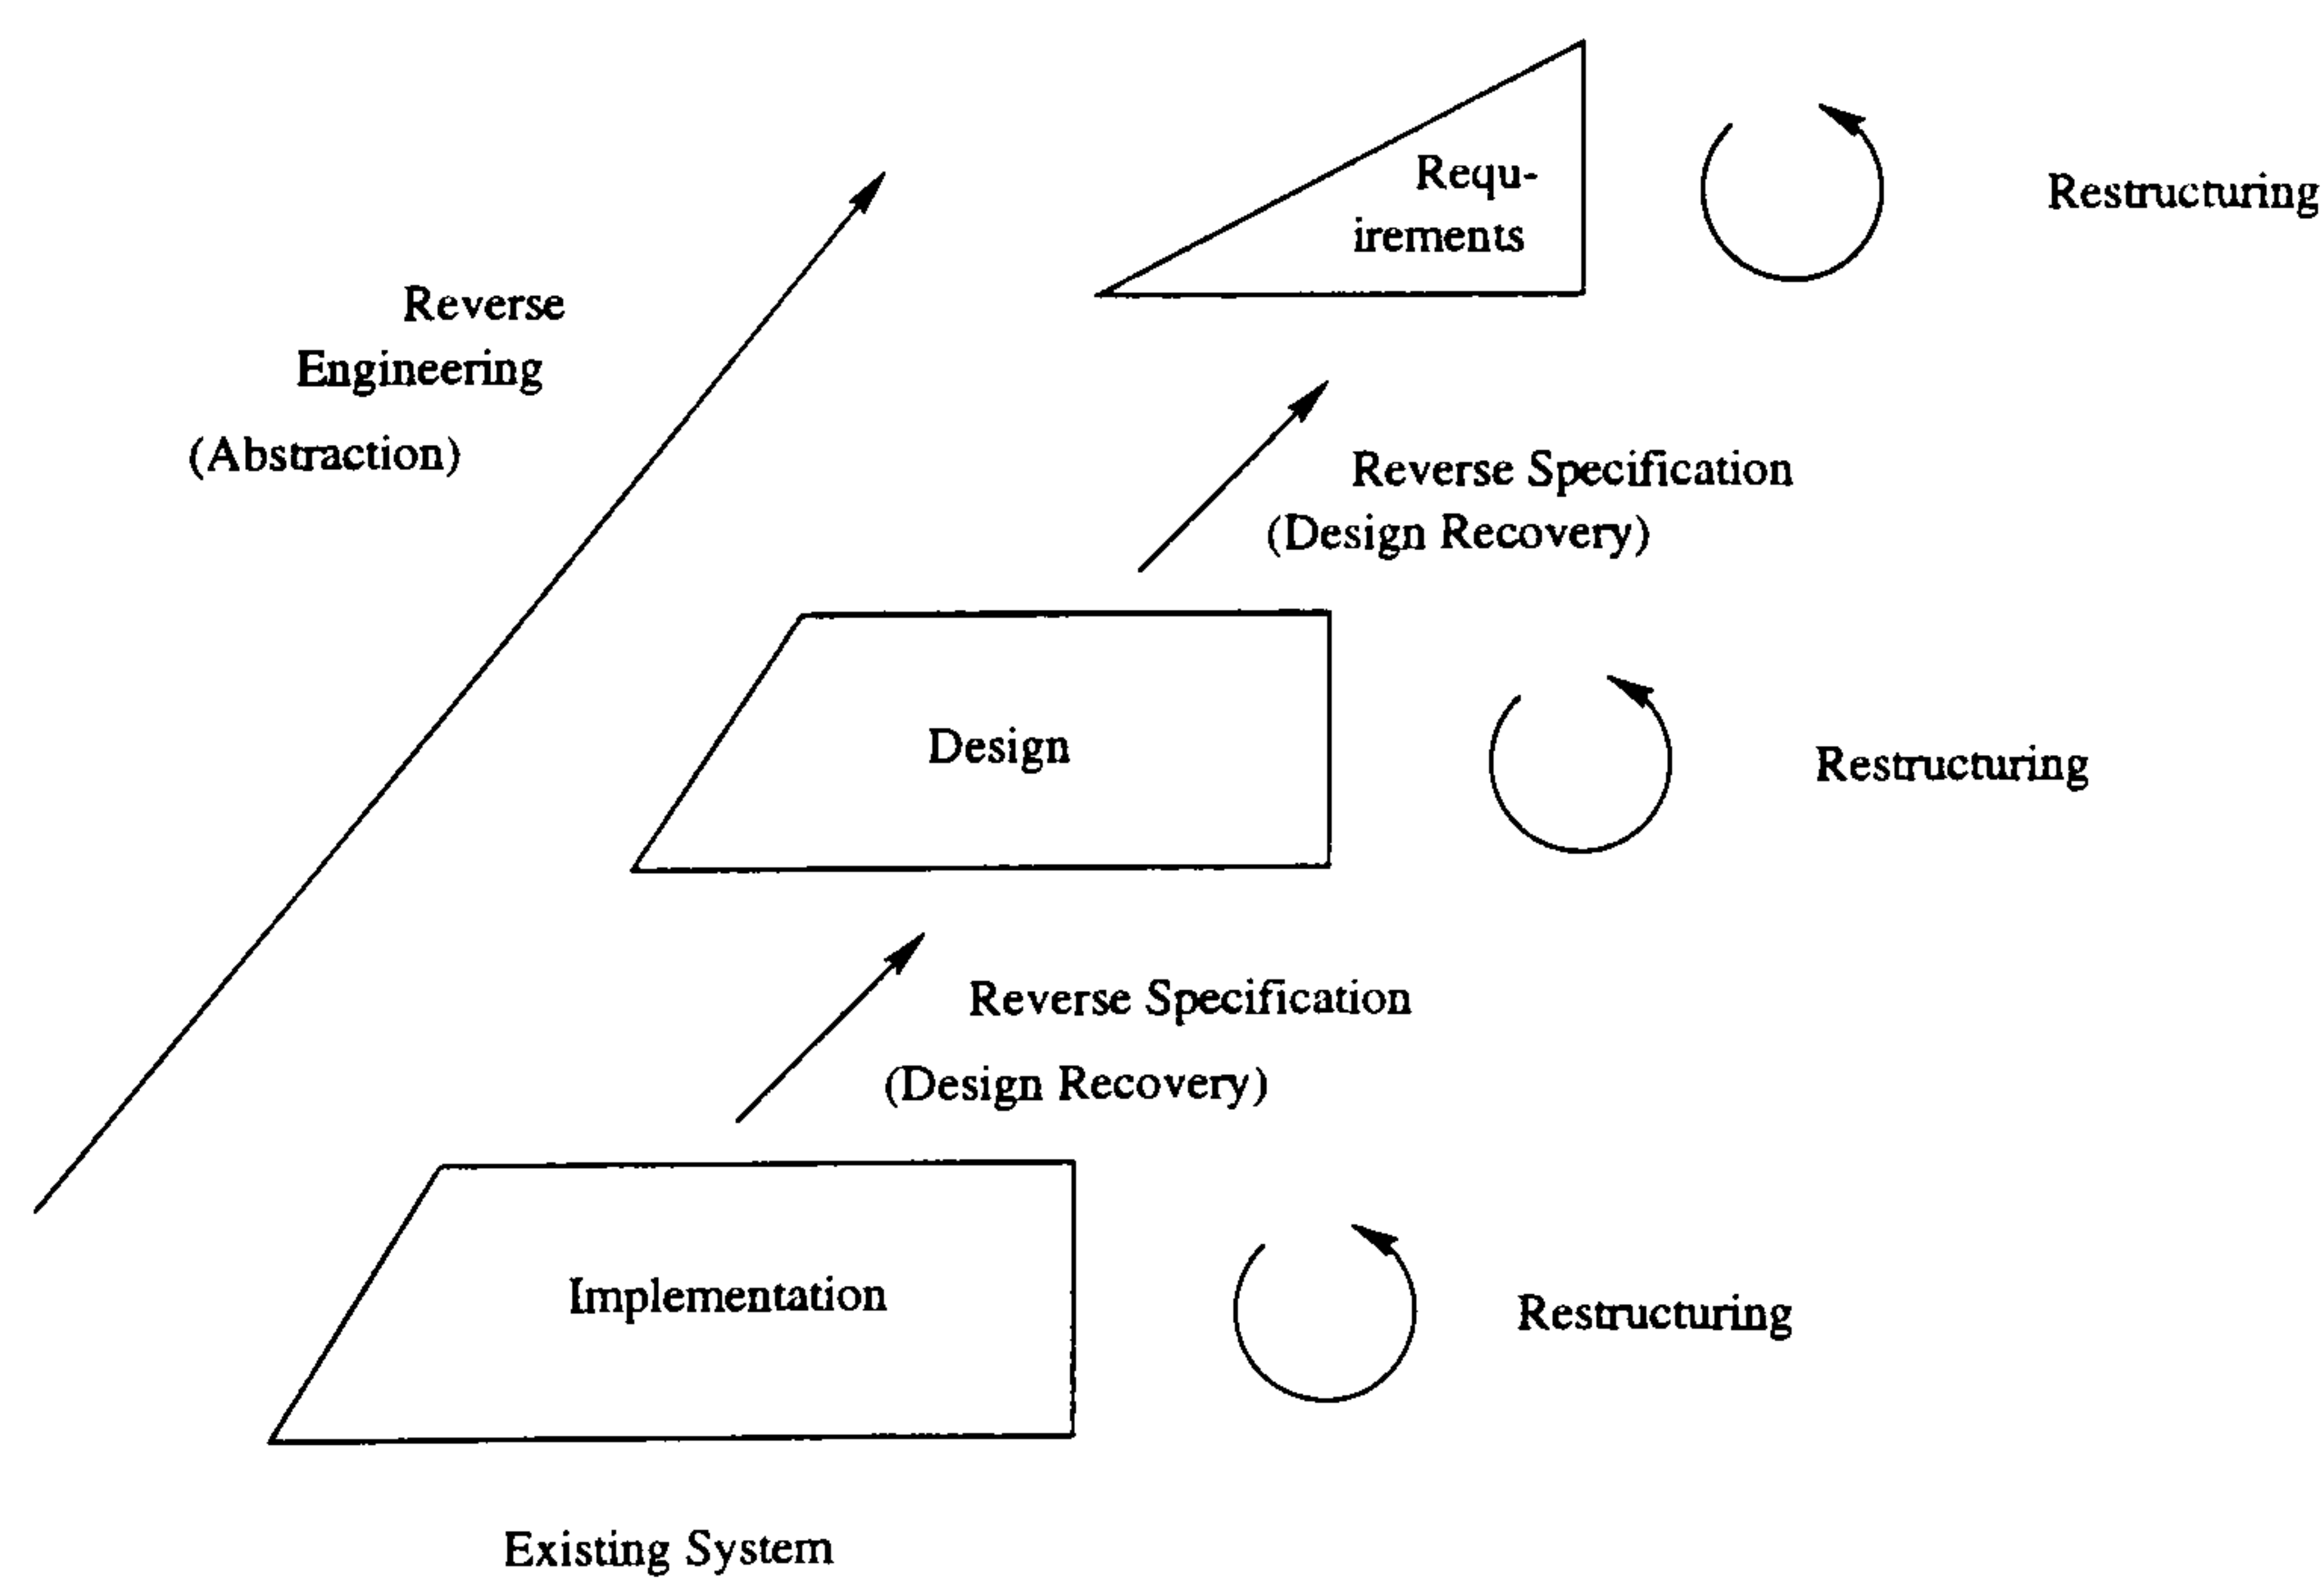 Requ-
irements
Restructuring
Reverse
Engineering
(Abstraction)
Reverse Specification
(Design Recovery)
Design
Restructuring
Reverse Specification
(Design Recovery)
Implementation
Restructuring
Existing System